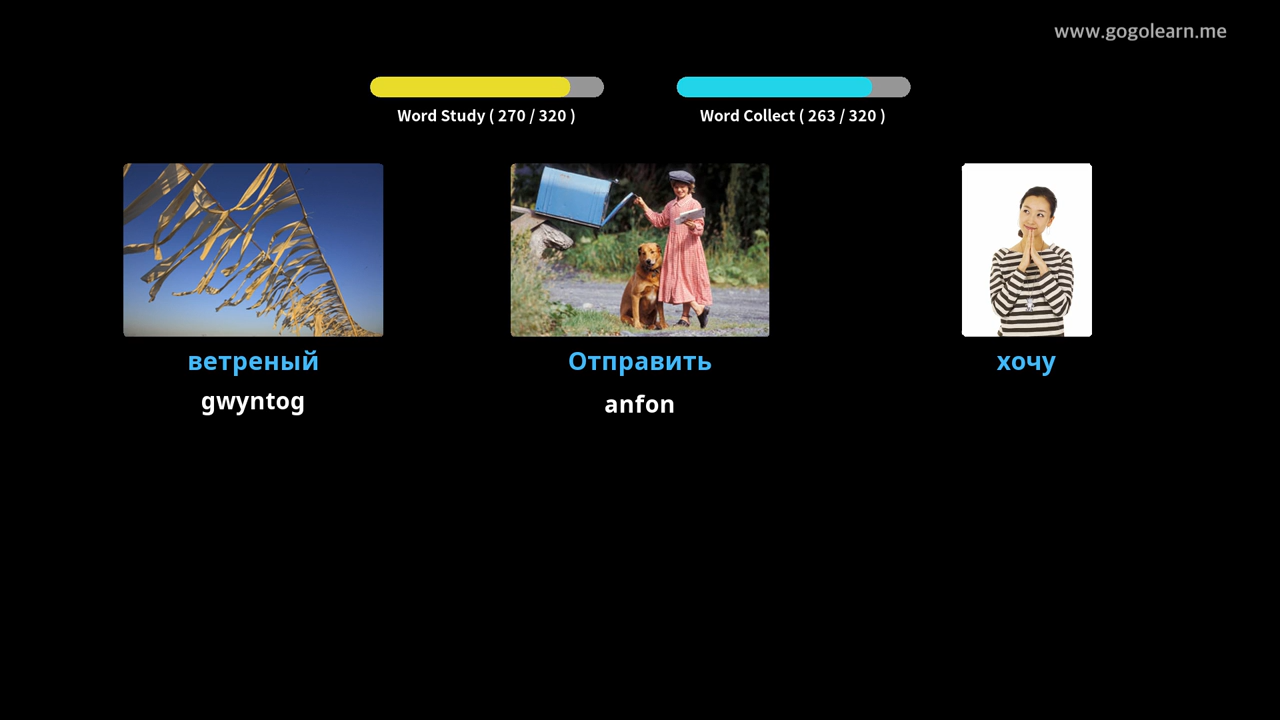 www.gogolearn.me
Word Study ( 270 / 320 )
Word Collect ( 263 / 320 )
ветреный
Отправить
хочу
gwyntog
anfon